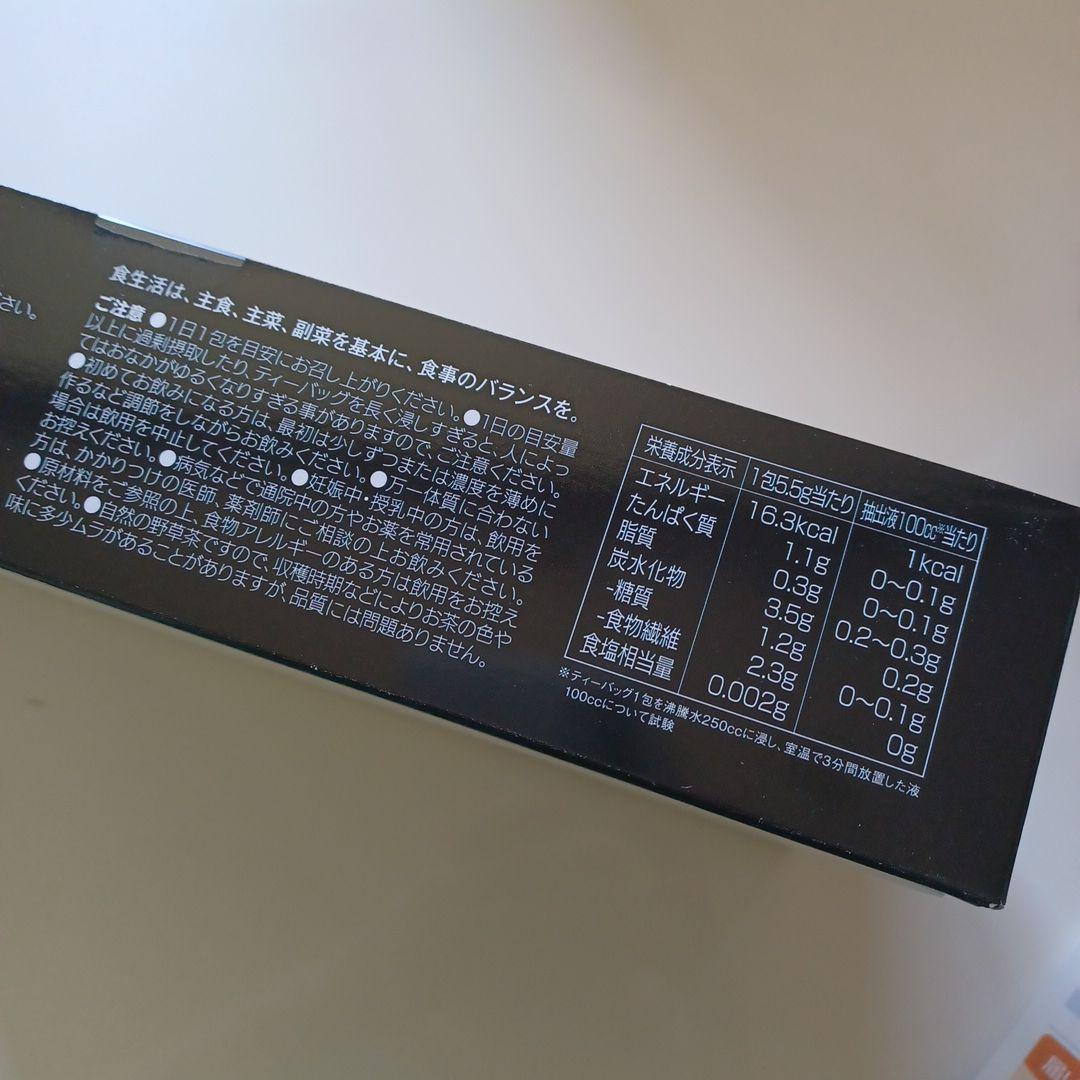 ださい。
食生活は、主食、主菜、副菜を基本に、食事のバランスを。
ご注意 ●1日1包を目安にお召し上がりください。●1日の目安量
以上に過剰摂取したり、ティーバッグを長く浸しすぎると、人によっ
てはおなかがゆるくなりすぎる事がありますので、ご注意ください。
●初めてお飲みになる方は、最初は少しずつまたは濃度を薄めに
作るなど調節をしながらお飲みください。●万一体質に合わない
場合は飲用を中止してください。●妊娠中・授乳中の方は、飲用を
お控えください。●病気などで通院中の方やお薬を常用されている
方は、かかりつけの医師、薬剤師にご相談の上お飲みください。
●原材料をご参照の上、食物アレルギーのある方は飲用をお控え
ください。●自然の野草茶ですので、収穫時期などによりお茶の色や
味に多少ムラがあることがありますが、品質には問題ありません。
栄養成分表示 1包5.5g当たり 抽出液100cc※当たり
エネルギー 16.3kcal 1kcal
たんぱく質 1.1g 0〜0.1g
脂質 0.3g 0〜0.1g
炭水化物 3.5g 0.2〜0.3g
-糖質 1.2g 0.2g
-食物繊維 2.3g 0〜0.1g
食塩相当量 0.002g 0g
※ティーバッグ1包を沸騰水250ccに浸し、室温で3分間放置した液
100ccについて試験